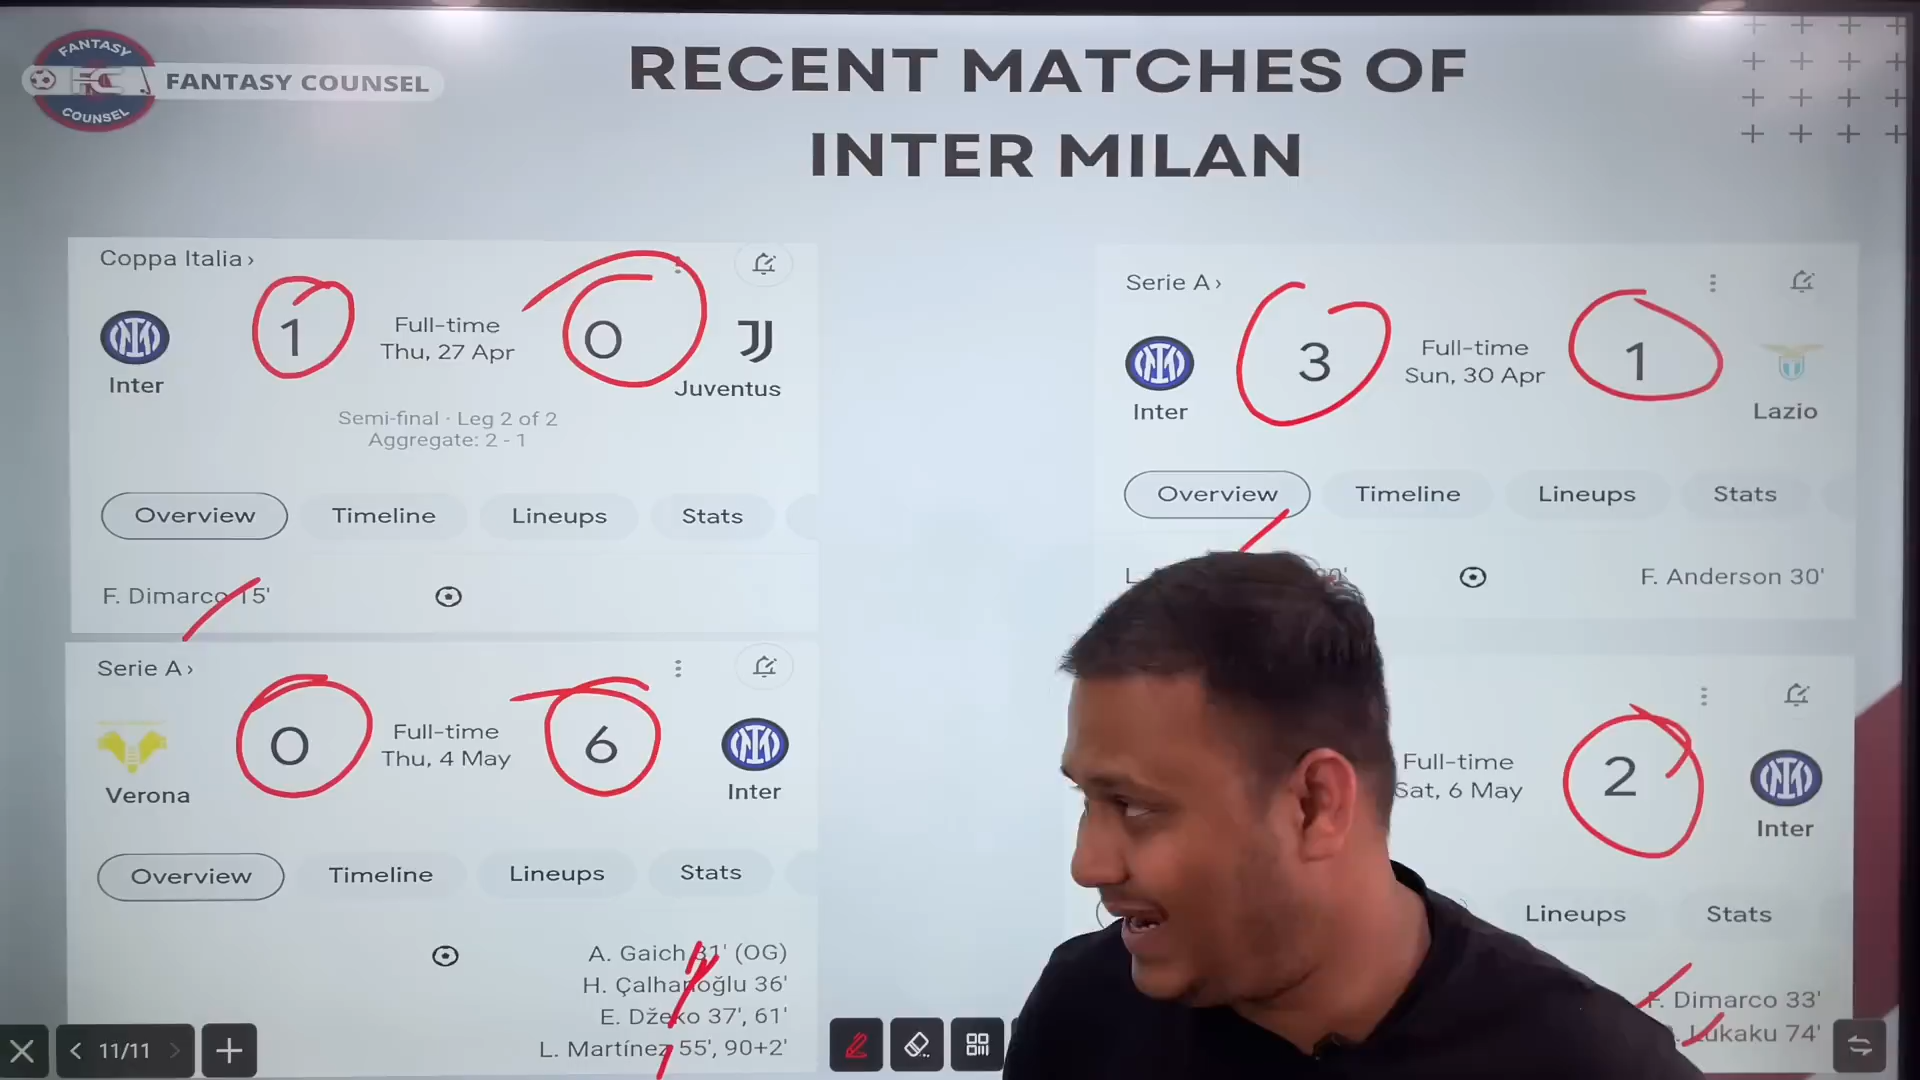 FANTASY
COUNSEL
FANTASY COUNSEL
RECENT MATCHES OF
INTER MILAN
Coppa Italia ›
1
Full-time
Thu, 27 Apr
0
Inter
Juventus
Semi-final · Leg 2 of 2
Aggregate: 2 - 1
Overview
Timeline
Lineups
Stats
F. Dimarco 15'
Serie A ›
3
Full-time
Sun, 30 Apr
1
Inter
Lazio
Overview
Timeline
Lineups
Stats
F. Anderson 30'
Serie A ›
0
Full-time
Thu, 4 May
6
Verona
Inter
Overview
Timeline
Lineups
Stats
A. Gaich 31' (OG)
H. Çalhanoğlu 36'
E. Džeko 37', 61'
L. Martínez 55', 90+2'
Full-time
Sat, 6 May
2
Inter
Lineups
Stats
F. Dimarco 33'
Lukaku 74'
11/11